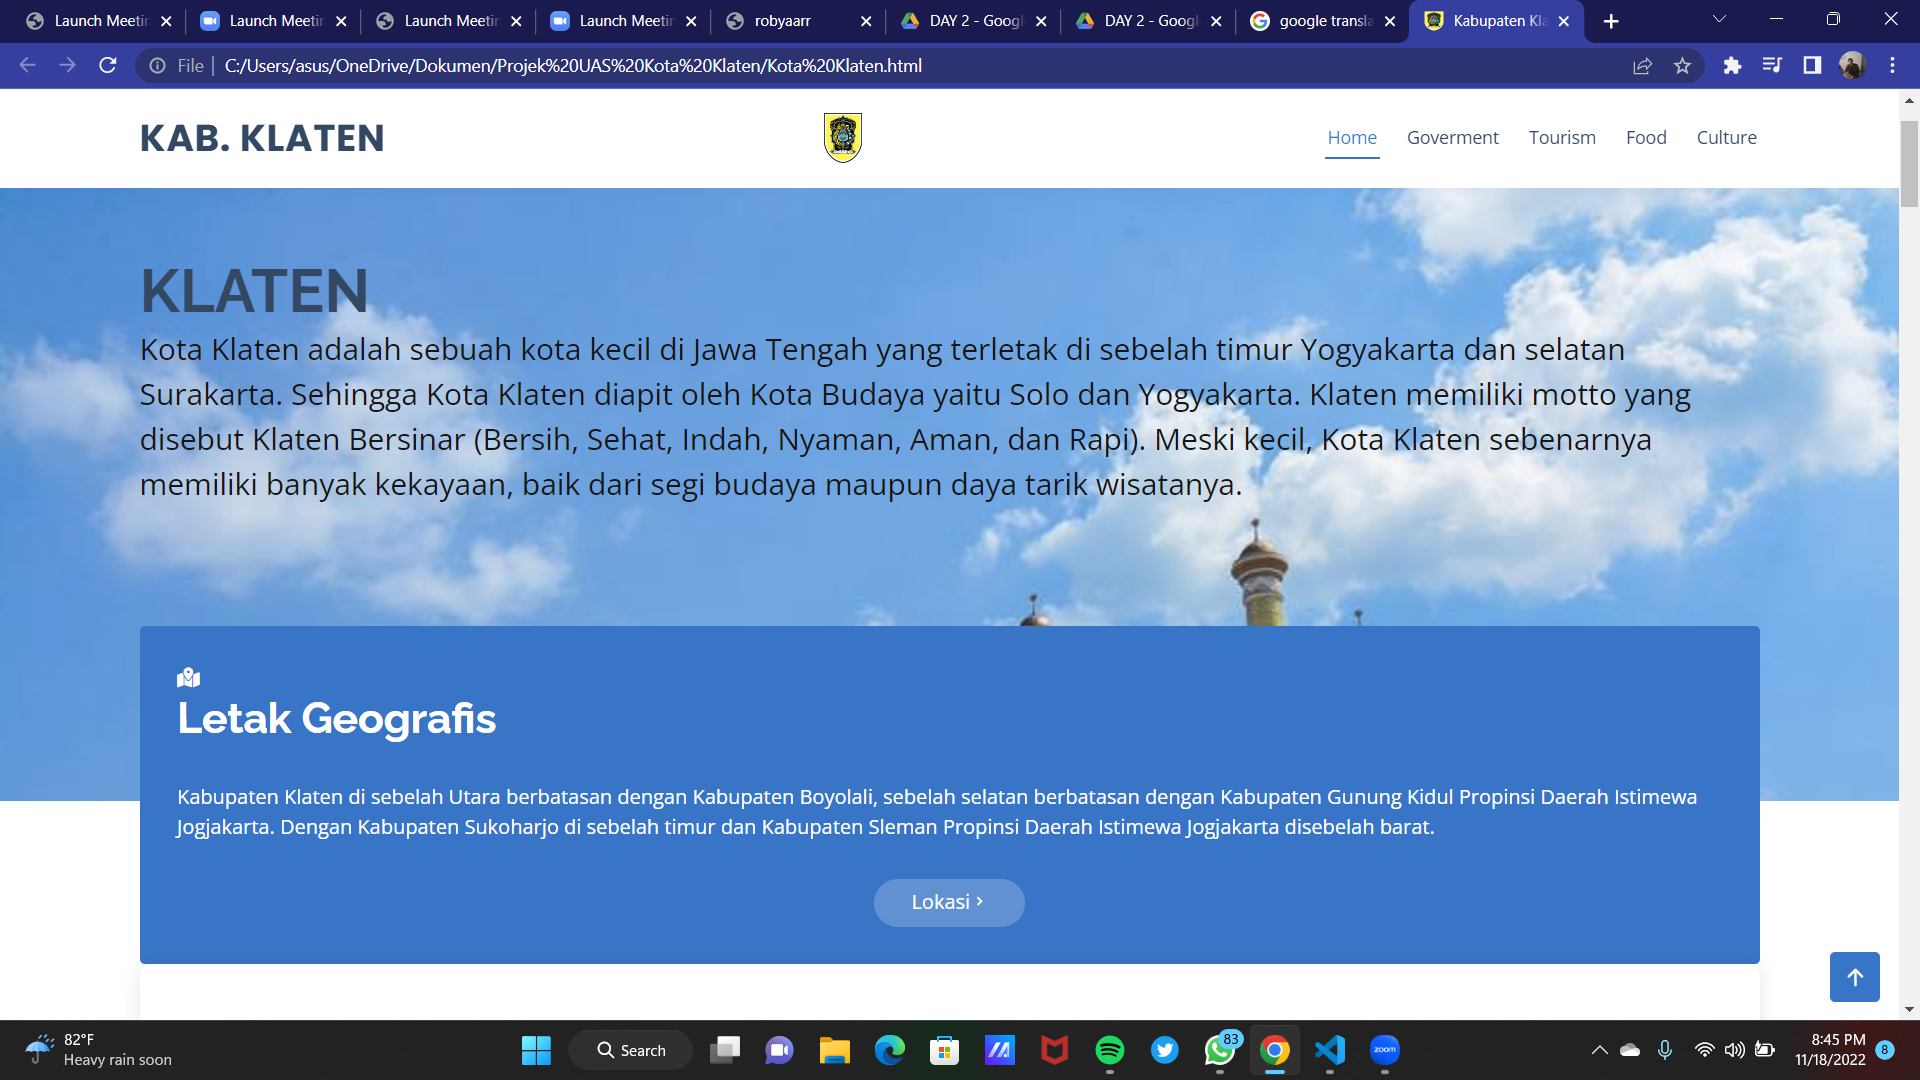 Launch Meetin
Launch Meetin
Launch Meetin
Launch Meetin
robyaarr
DAY 2 - Googl
DAY 2 - Googl
google transla
Kabupaten Kla
File
C:/Users/asus/OneDrive/Dokumen/Projek%20UAS%20Kota%20Klaten/Kota%20Klaten.html
KAB. KLATEN
Home
Goverment
Tourism
Food
Culture
KLATEN
Kota Klaten adalah sebuah kota kecil di Jawa Tengah yang terletak di sebelah timur Yogyakarta dan selatan
Surakarta. Sehingga Kota Klaten diapit oleh Kota Budaya yaitu Solo dan Yogyakarta. Klaten memiliki motto yang
disebut Klaten Bersinar (Bersih, Sehat, Indah, Nyaman, Aman, dan Rapi). Meski kecil, Kota Klaten sebenarnya
memiliki banyak kekayaan, baik dari segi budaya maupun daya tarik wisatanya.
Letak Geografis
Kabupaten Klaten di sebelah Utara berbatasan dengan Kabupaten Boyolali, sebelah selatan berbatasan dengan Kabupaten Gunung Kidul Propinsi Daerah Istimewa
Jogjakarta. Dengan Kabupaten Sukoharjo di sebelah timur dan Kabupaten Sleman Propinsi Daerah Istimewa Jogjakarta disebelah barat.
Lokasi
82°F
Heavy rain soon
Search
83
zoom
8:45 PM
11/18/2022
8